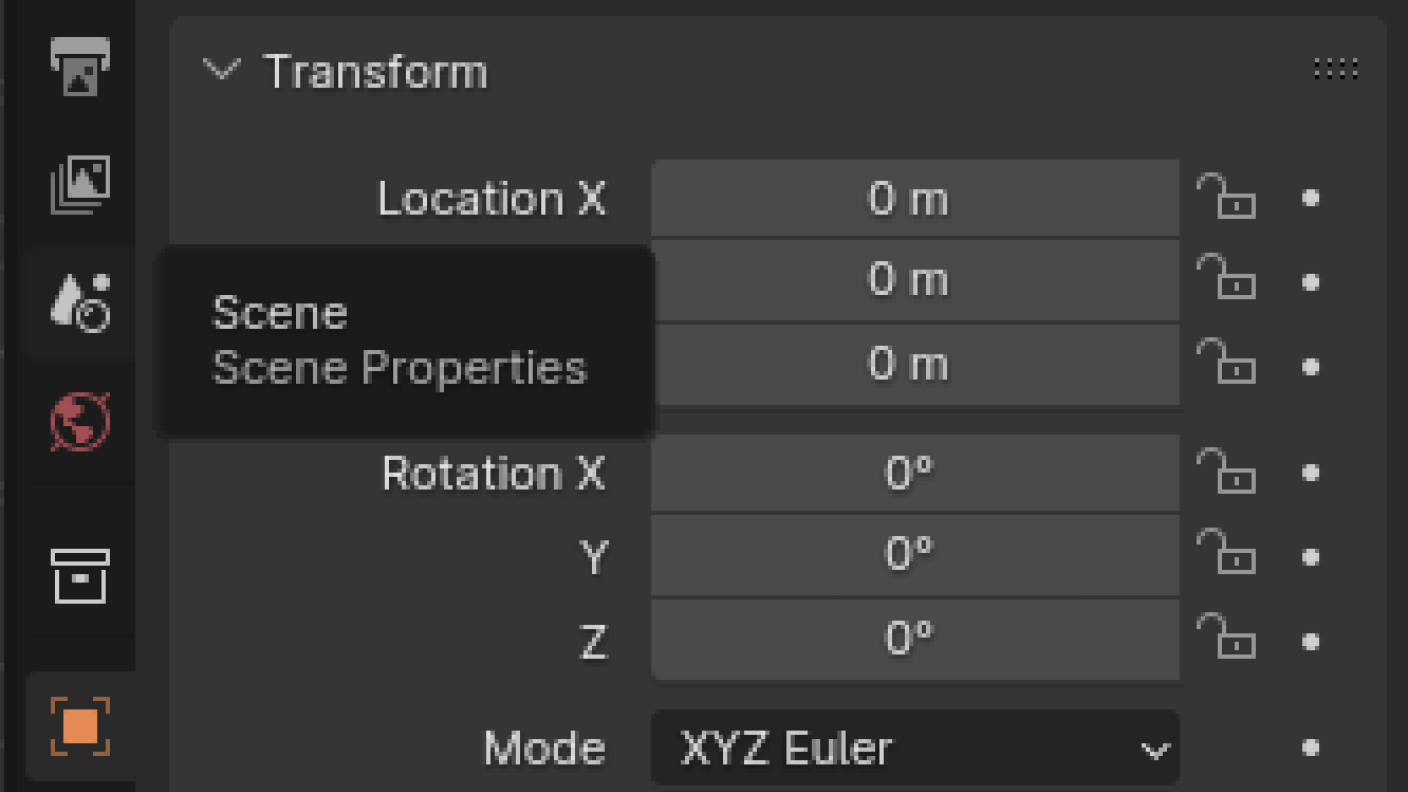 Transform
Location X 0 m
0 m
0 m
Scene
Scene Properties
Rotation X 0°
Y 0°
Z 0°
Mode XYZ Euler